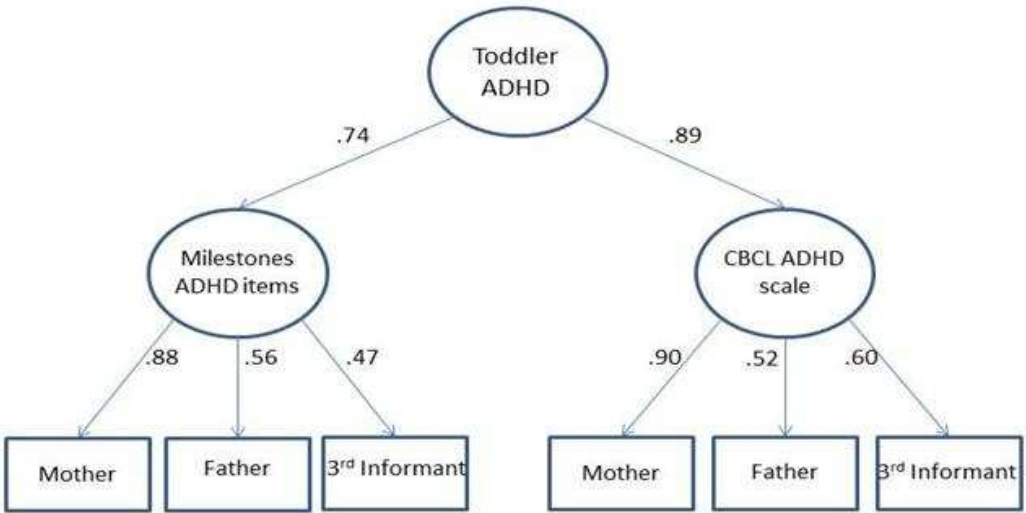 Toddler
ADHD
.74
.89
Milestones
ADHD items
CBCL ADHD
scale
.88
.56
.47
.90
.52
.60
Mother
Father
3rd Informant
Mother
Father
3rd Informant